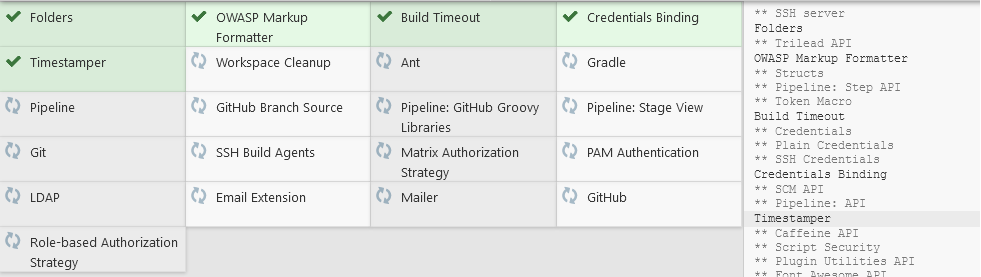 Folders
OWASP Markup
Formatter
Build Timeout
Credentials Binding
Timestamper
Workspace Cleanup
Ant
Gradle
Pipeline
GitHub Branch Source
Pipeline: GitHub Groovy
Libraries
Pipeline: Stage View
Git
SSH Build Agents
Matrix Authorization
Strategy
PAM Authentication
LDAP
Email Extension
Mailer
GitHub
Role-based Authorization
Strategy
** SSH server
Folders
** Trilead API
OWASP Markup Formatter
** Structs
** Pipeline: Step API
** Token Macro
Build Timeout
** Credentials
** Plain Credentials
** SSH Credentials
Credentials Binding
** SCM API
** Pipeline: API
Timestamper
** Caffeine API
** Script Security
** Plugin Utilities API
** Font Awesome API